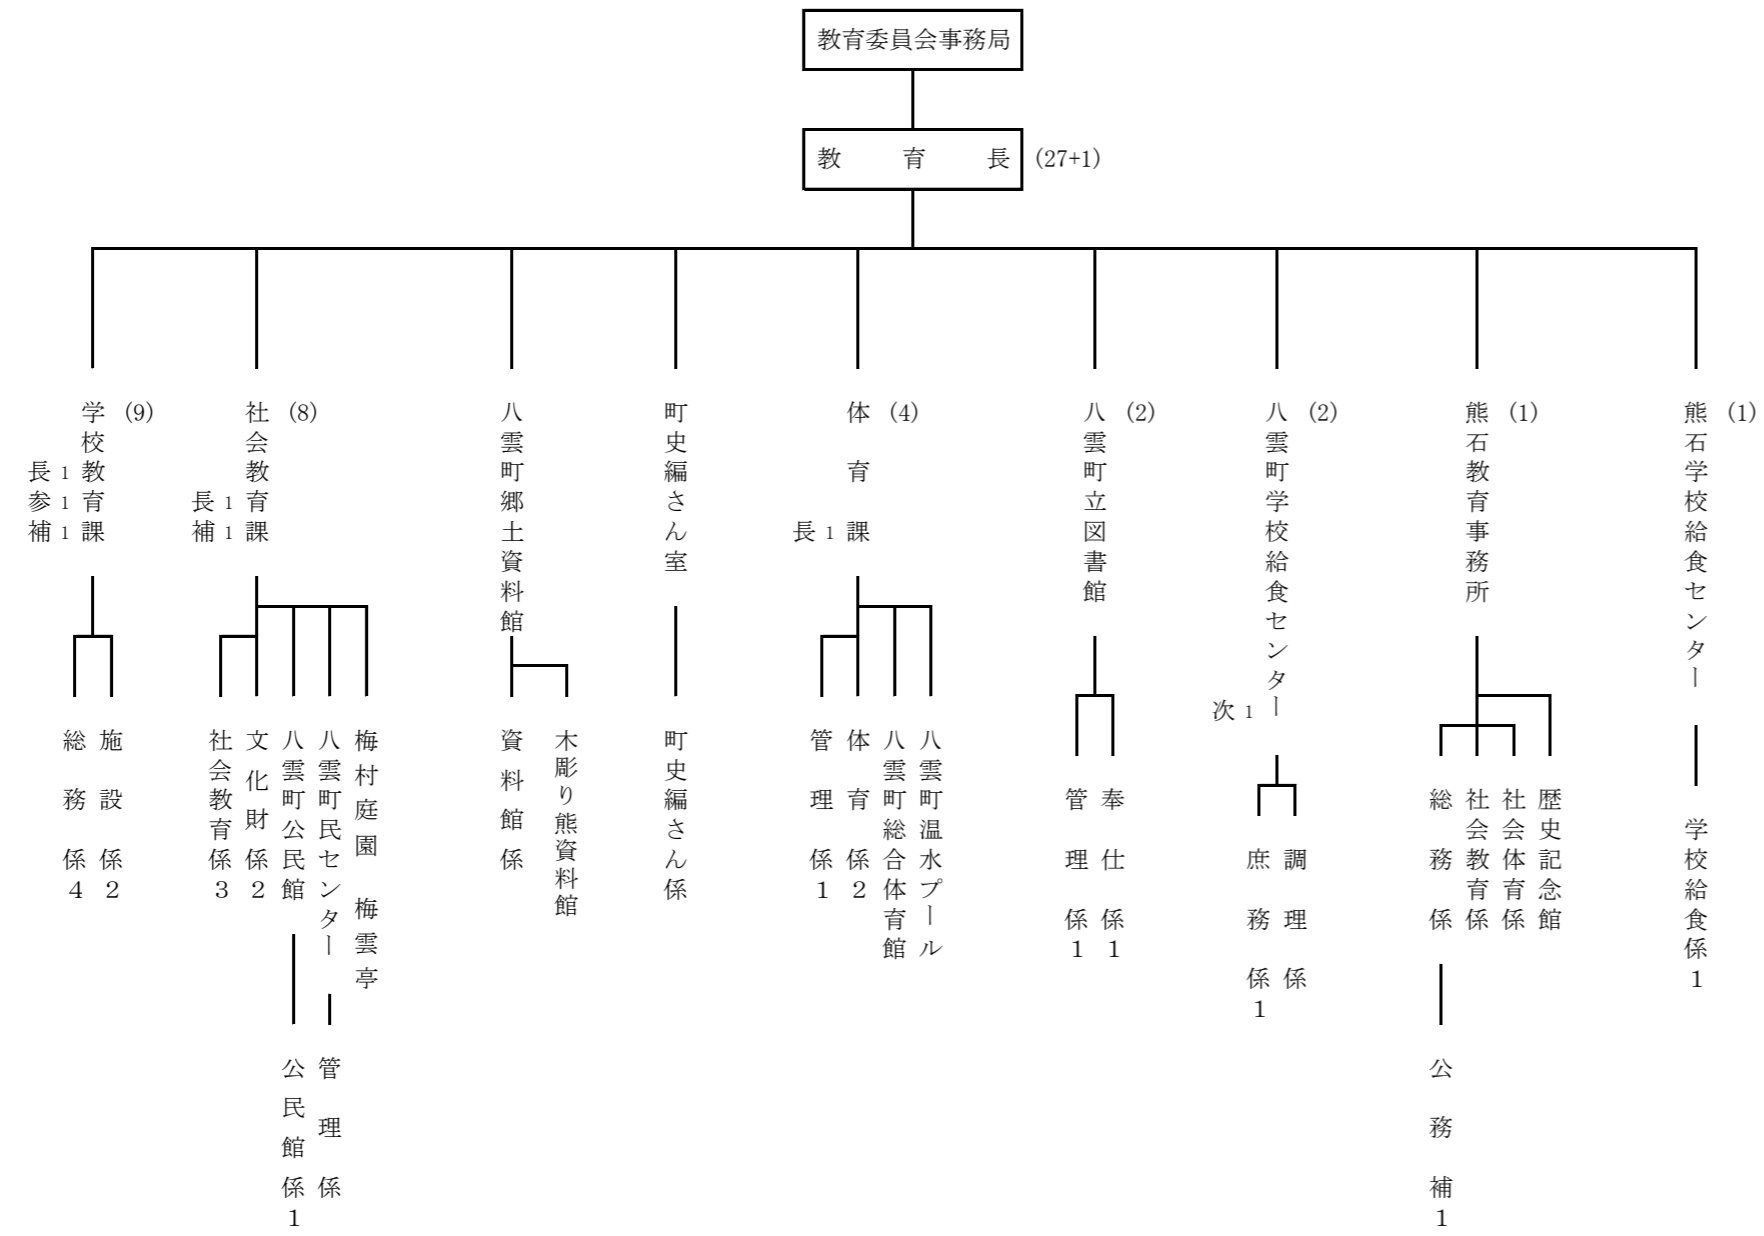 教育委員会事務局
教育長 (27+1)
学校教育課 (9)
長1
参1
補1
社会教育課 (8)
長1
補1
八雲町郷土資料館
町史編さん室
体育課 (4)
長1
八雲町立図書館 (2)
八雲町学校給食センター (2)
次1
熊石教育事務所 (1)
熊石学校給食センター (1)
総務係4
施設係2
社会教育係3
文化財係2
八雲町公民館
八雲町民センター
梅村庭園 梅雲亭
資料館係
木彫り熊資料館
町史編さん係
管理係1
体育係2
八雲町総合体育館
八雲町温水プール
管理係1
奉仕係1
庶務係1
調理係
総務係
社会教育係
社会体育係
歴史記念館
学校給食係1
公民館係1
管理係
公務補1